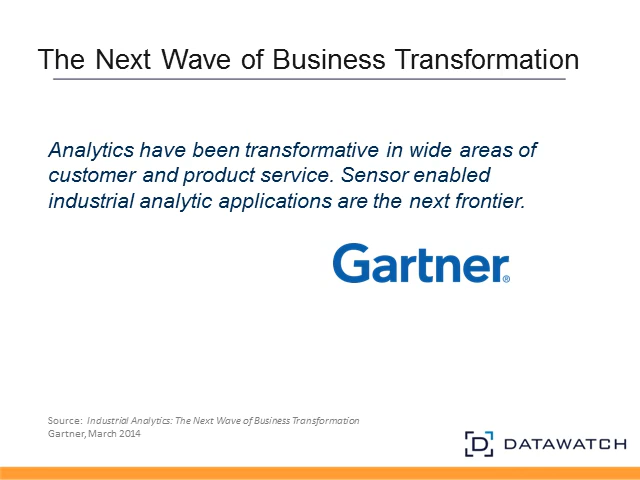 The Next Wave of Business Transformation
Analytics have been transformative in wide areas of
customer and product service. Sensor enabled
industrial analytic applications are the next frontier.
Gartner®
Source: Industrial Analytics: The Next Wave of Business Transformation
Gartner, March 2014
D DATAWATCH